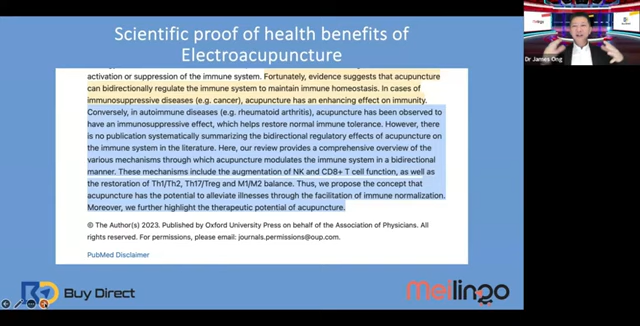 Scientific proof of health benefits of
Electroacupuncture
activation or suppression of the immune system. Fortunately, evidence suggests that acupuncture
can bidirectionally regulate the immune system to maintain immune homeostasis. In cases of
immunosuppressive diseases (e.g. cancer), acupuncture has an enhancing effect on immunity.
Conversely, in autoimmune diseases (e.g. rheumatoid arthritis), acupuncture has been observed to
have an immunosuppressive effect, which helps restore normal immune tolerance. However, there
is no publication systematically summarizing the bidirectional regulatory effects of acupuncture on
the immune system in the literature. Here, our review provides a comprehensive overview of the
various mechanisms through which acupuncture modulates the immune system in a bidirectional
manner. These mechanisms include the augmentation of NK and CD8+ T cell function, as well as
the restoration of Th1/Th2, Th17/Treg and M1/M2 balance. Thus, we propose the concept that
acupuncture has the potential to alleviate illnesses through the facilitation of immune normalization.
Moreover, we further highlight the therapeutic potential of acupuncture.
© The Author(s) 2023. Published by Oxford University Press on behalf of the Association of Physicians. All
rights reserved. For permissions, please email: journals.permissions@oup.com.
PubMed Disclaimer
Buy Direct
meilingo
Dr James Ong